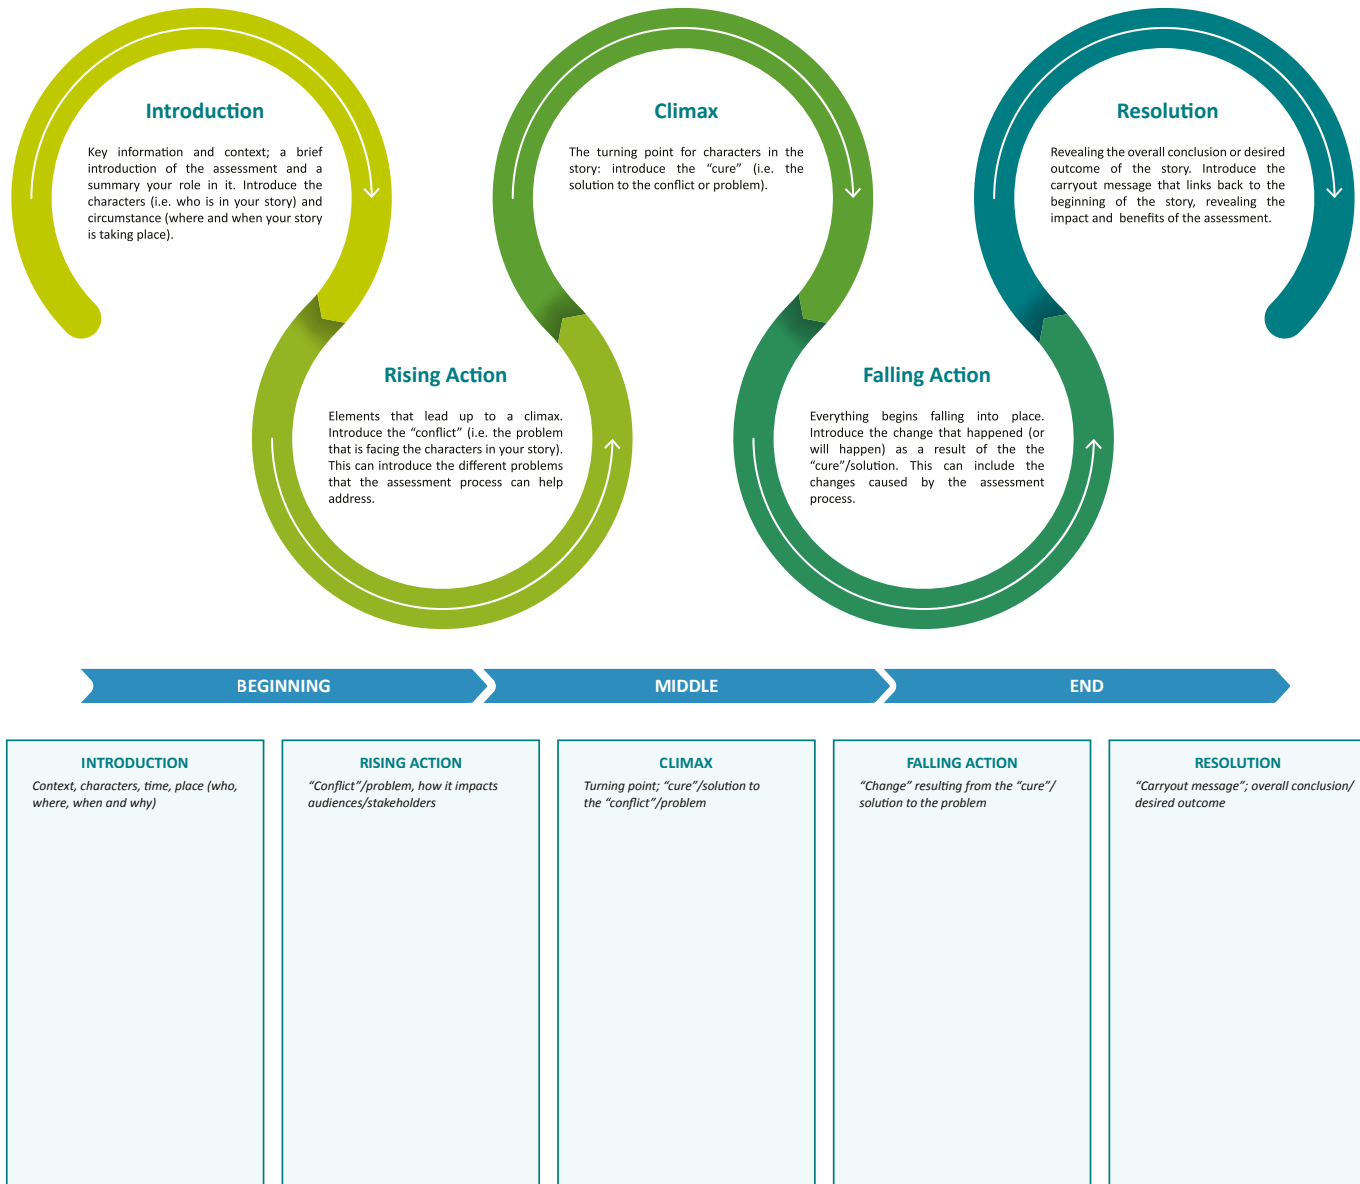 Introduction
Key information and context; a brief
introduction of the assessment and a
summary your role in it. Introduce the
characters (i.e. who is in your story) and
circumstance (where and when your story
is taking place).
Climax
The turning point for characters in the
story: introduce the “cure” (i.e. the
solution to the conflict or problem).
Resolution
Revealing the overall conclusion or desired
outcome of the story. Introduce the
carryout message that links back to the
beginning of the story, revealing the
impact and benefits of the assessment.
Rising Action
Elements that lead up to a climax.
Introduce the “conflict” (i.e. the problem
that is facing the characters in your story).
This can introduce the different problems
that the assessment process can help
address.
Falling Action
Everything begins falling into place.
Introduce the change that happened (or
will happen) as a result of the the
“cure”/solution. This can include the
changes caused by the assessment
process.
BEGINNING
MIDDLE
END
INTRODUCTION
Context, characters, time, place (who,
where, when and why)
RISING ACTION
“Conflict”/problem, how it impacts
audiences/stakeholders
CLIMAX
Turning point; “cure”/solution to
the “conflict”/problem
FALLING ACTION
“Change” resulting from the “cure”/
solution to the problem
RESOLUTION
“Carryout message”; overall conclusion/
desired outcome